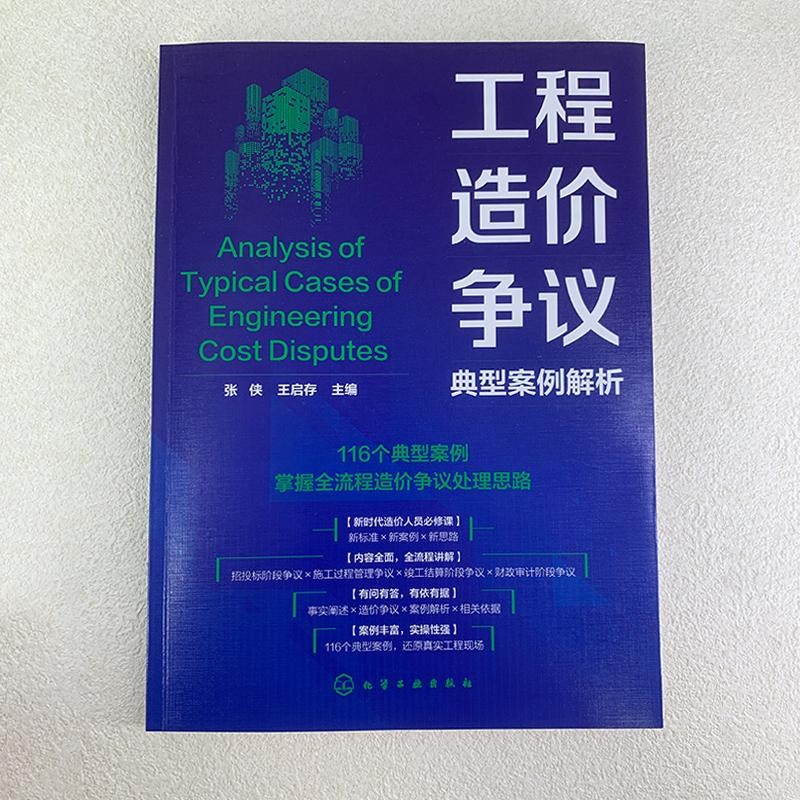 工程
造价
争议
典型案例解析
Analysis of
Typical Cases of
Engineering
Cost Disputes
张 侠 王启存 主编
116个典型案例
掌握全流程造价争议处理思路
【新时代造价人员必修课】
新标准×新案例×新思路
【内容全面，全流程讲解】
招投标阶段争议×施工过程管理争议×竣工结算阶段争议×财政审计阶段争议
【有问有答，有依有据】
事实阐述×造价争议×案例解析×相关依据
【案例丰富，实操性强】
116个典型案例，还原真实工程现场
化学工业出版社